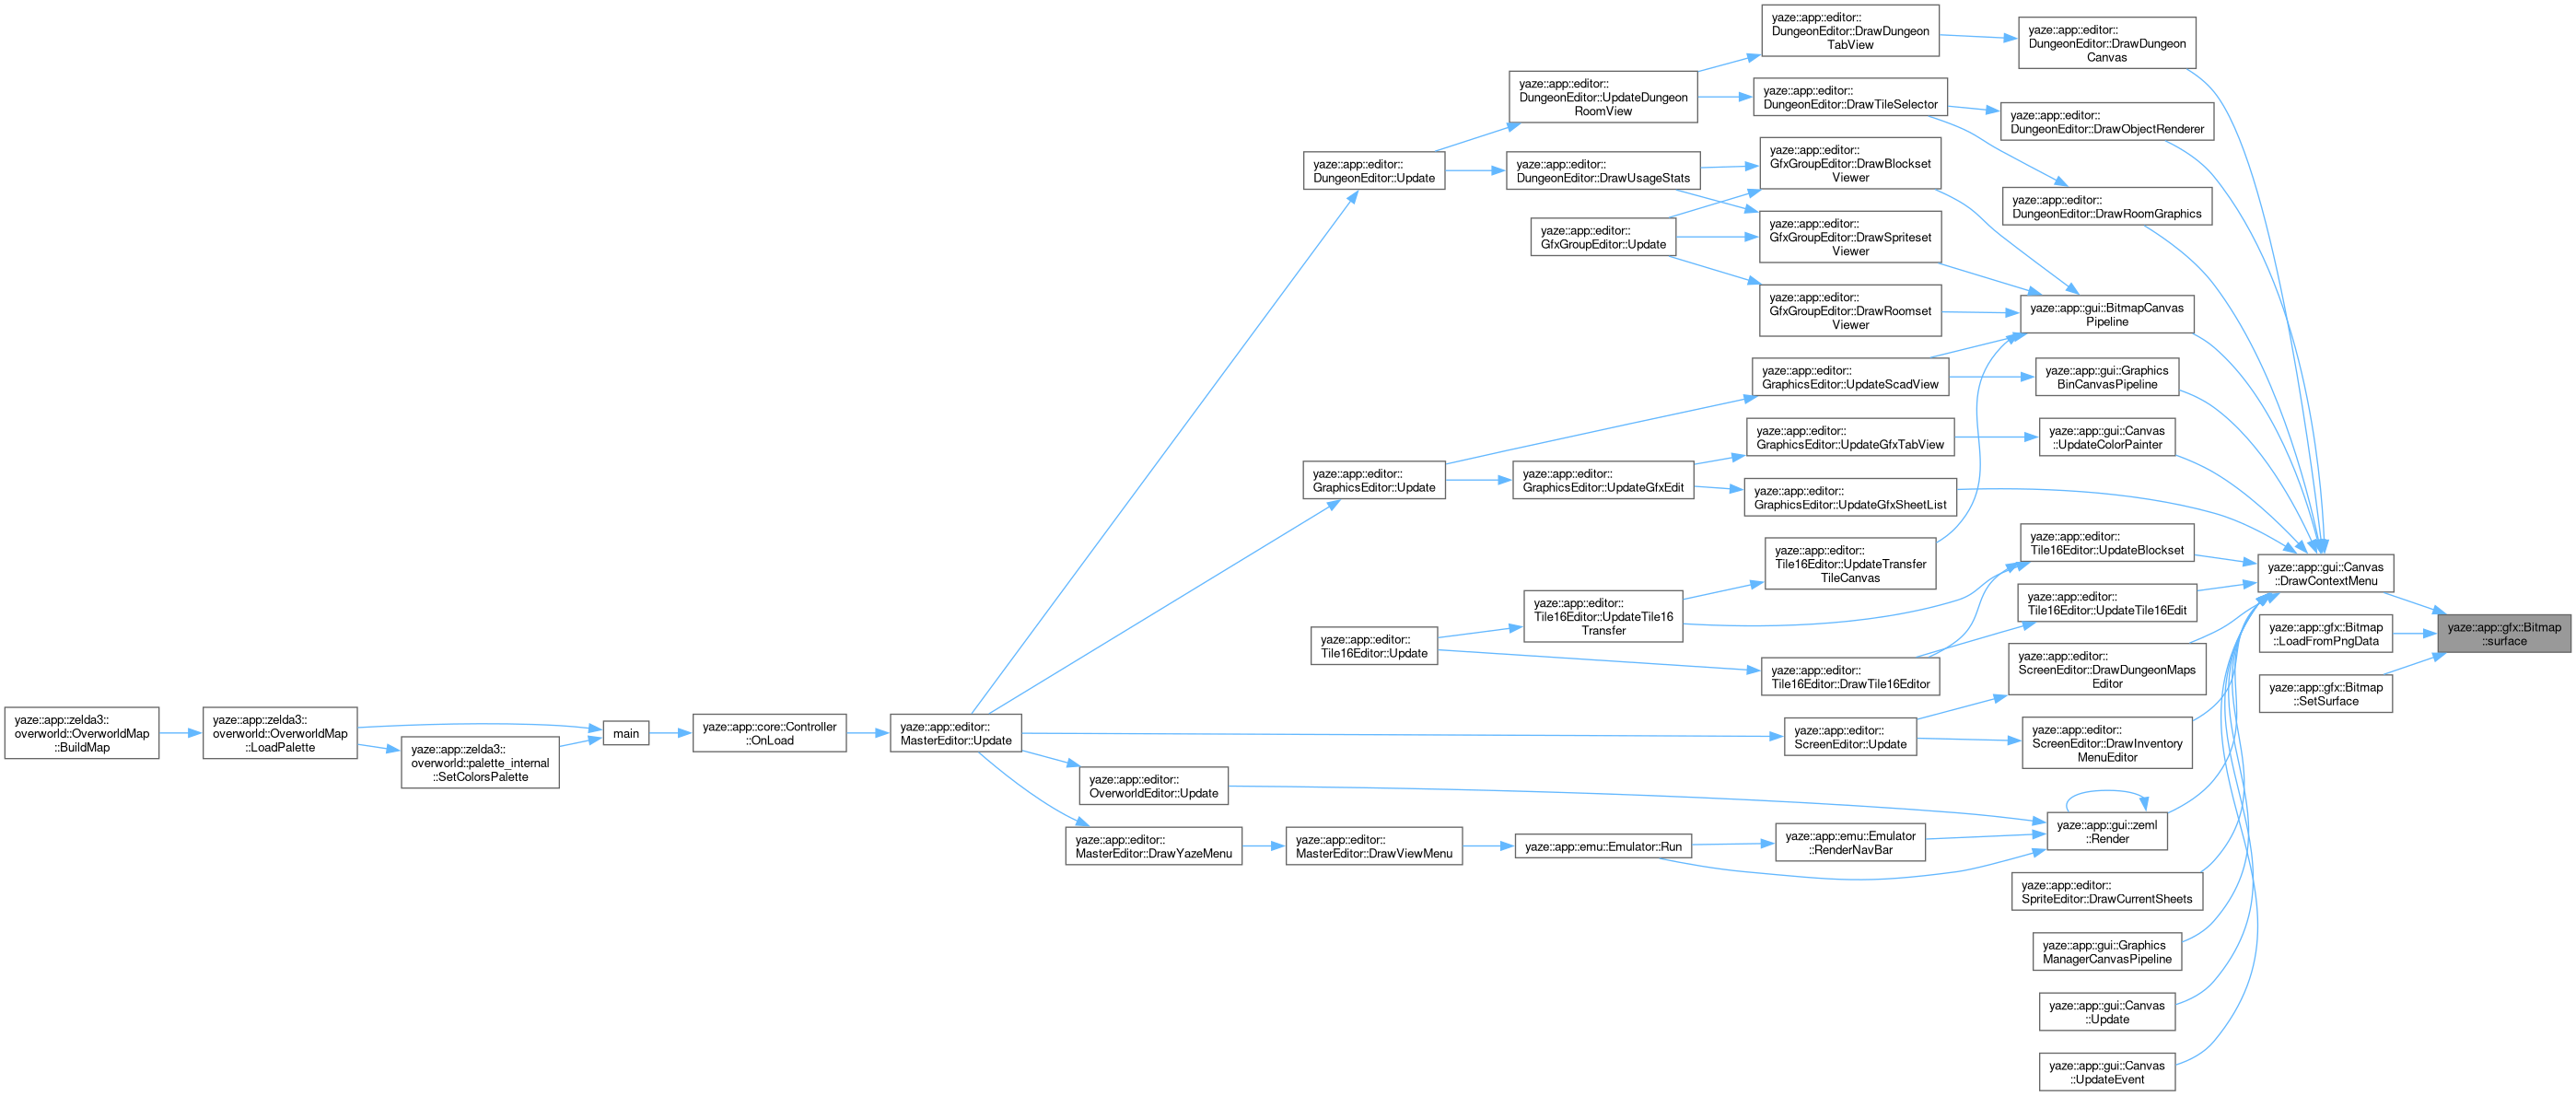 yaze::app::editor::
DungeonEditor::DrawDungeon
TabView
yaze::app::editor::
DungeonEditor::DrawDungeon
Canvas
yaze::app::editor::
DungeonEditor::UpdateDungeon
RoomView
yaze::app::editor::
DungeonEditor::DrawTileSelector
yaze::app::editor::
DungeonEditor::DrawObjectRenderer
yaze::app::editor::
DungeonEditor::Update
yaze::app::editor::
DungeonEditor::DrawUsageStats
yaze::app::editor::
GfxGroupEditor::DrawBlockset
Viewer
yaze::app::editor::
DungeonEditor::DrawRoomGraphics
yaze::app::editor::
GfxGroupEditor::Update
yaze::app::editor::
GfxGroupEditor::DrawSpriteset
Viewer
yaze::app::editor::
GfxGroupEditor::DrawRoomset
Viewer
yaze::app::gui::BitmapCanvas
Pipeline
yaze::app::editor::
GraphicsEditor::UpdateScadView
yaze::app::gui::Graphics
BinCanvasPipeline
yaze::app::editor::
GraphicsEditor::UpdateGfxTabView
yaze::app::gui::Canvas
::UpdateColorPainter
yaze::app::editor::
GraphicsEditor::Update
yaze::app::editor::
GraphicsEditor::UpdateGfxEdit
yaze::app::editor::
GraphicsEditor::UpdateGfxSheetList
yaze::app::editor::
Tile16Editor::UpdateTransfer
TileCanvas
yaze::app::editor::
Tile16Editor::UpdateBlockset
yaze::app::gui::Canvas
::DrawContextMenu
yaze::app::editor::
Tile16Editor::Update
yaze::app::editor::
Tile16Editor::UpdateTile16
Transfer
yaze::app::editor::
Tile16Editor::UpdateTile16Edit
yaze::app::gfx::Bitmap
::LoadFromPngData
yaze::app::gfx::Bitmap
::surface
yaze::app::editor::
Tile16Editor::DrawTile16Editor
yaze::app::editor::
ScreenEditor::DrawDungeonMaps
Editor
yaze::app::gfx::Bitmap
::SetSurface
yaze::app::zelda3::
overworld::OverworldMap
::BuildMap
yaze::app::zelda3::
overworld::OverworldMap
::LoadPalette
yaze::app::zelda3::
overworld::palette_internal
::SetColorsPalette
main
yaze::app::core::Controller
::OnLoad
yaze::app::editor::
MasterEditor::Update
yaze::app::editor::
ScreenEditor::Update
yaze::app::editor::
ScreenEditor::DrawInventory
MenuEditor
yaze::app::editor::
OverworldEditor::Update
yaze::app::editor::
MasterEditor::DrawYazeMenu
yaze::app::editor::
MasterEditor::DrawViewMenu
yaze::app::emu::Emulator::Run
yaze::app::emu::Emulator
::RenderNavBar
yaze::app::gui::zeml
::Render
yaze::app::editor::
SpriteEditor::DrawCurrentSheets
yaze::app::gui::Graphics
ManagerCanvasPipeline
yaze::app::gui::Canvas
::Update
yaze::app::gui::Canvas
::UpdateEvent